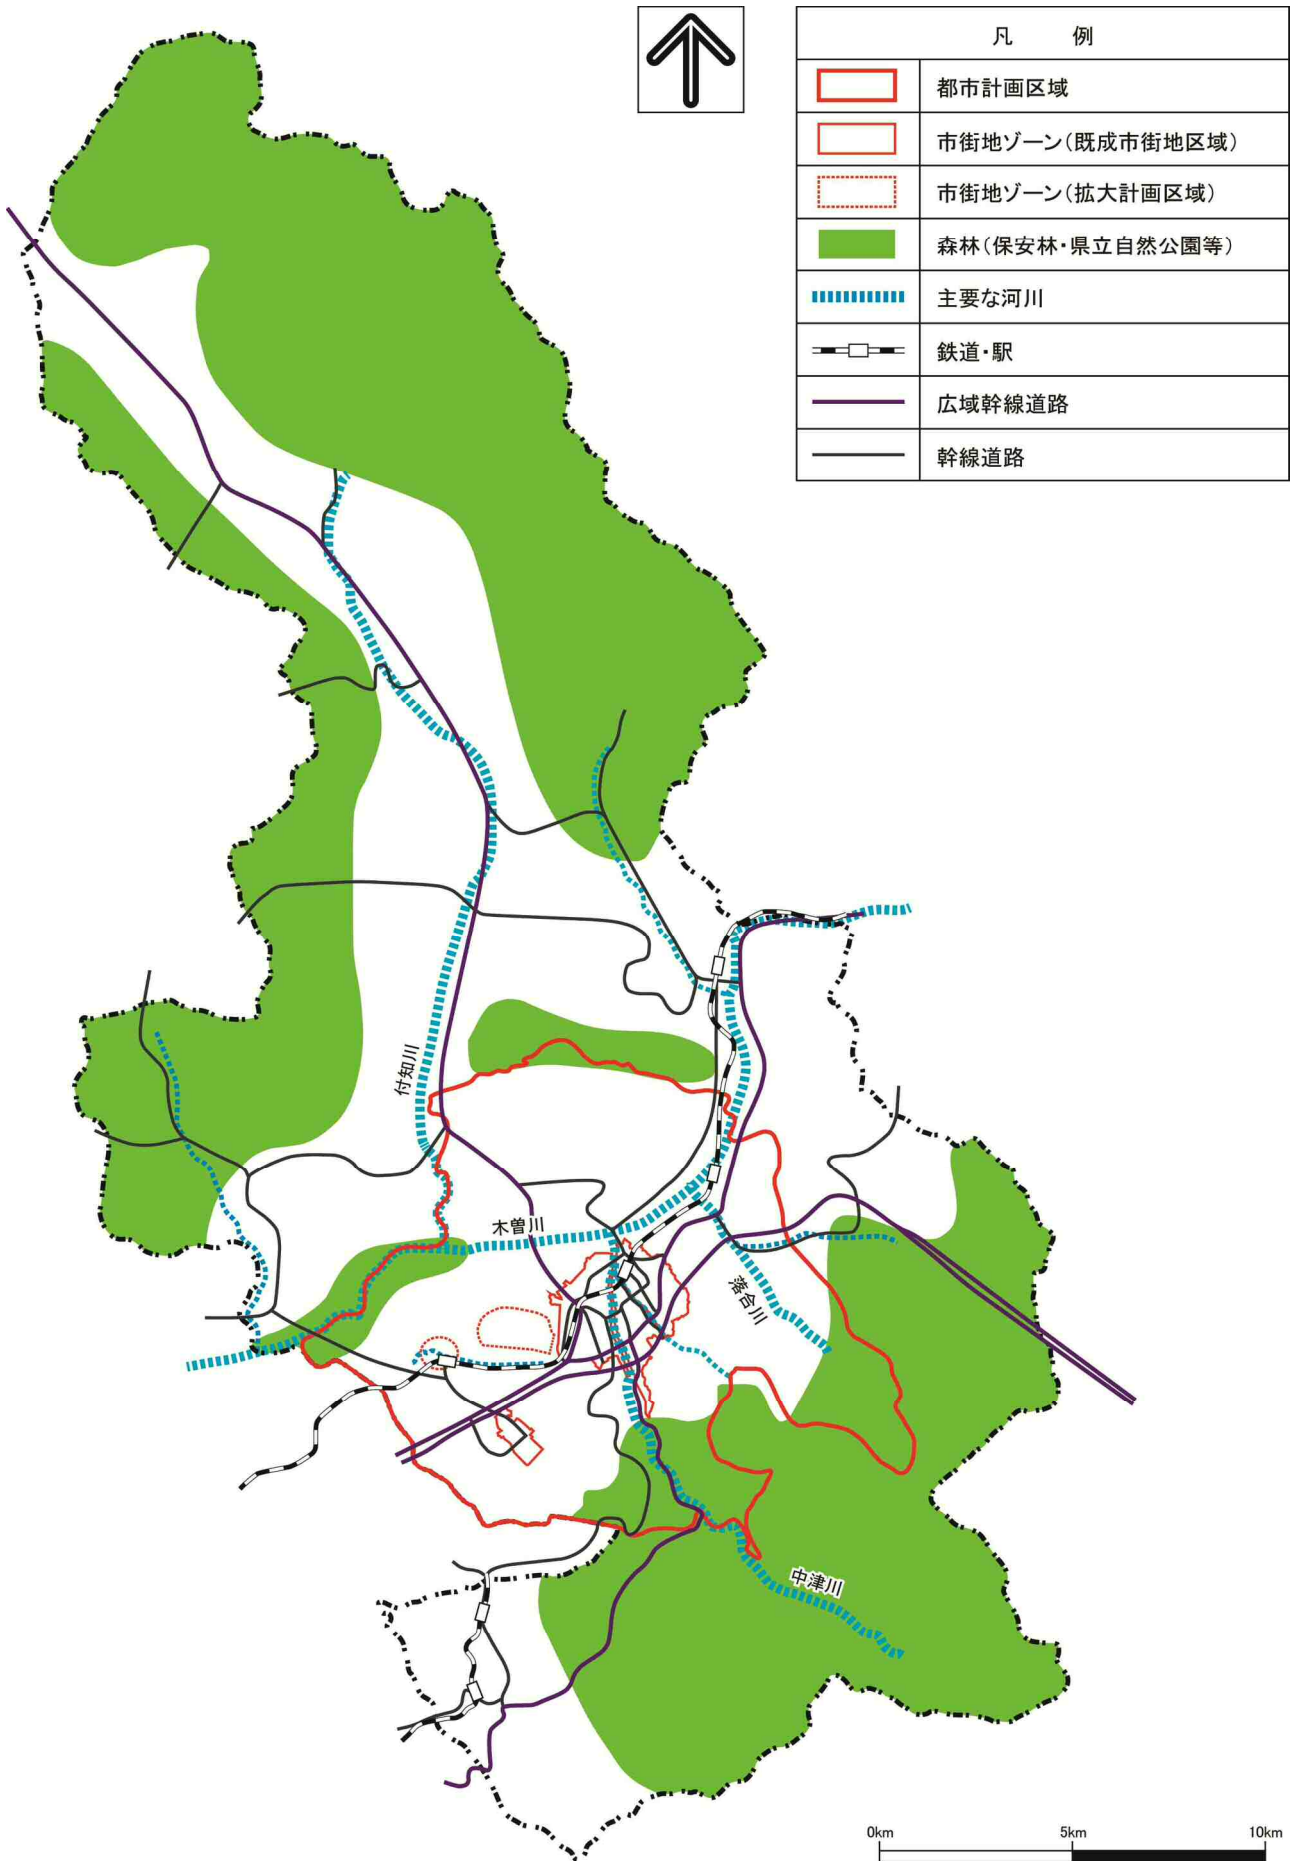 凡 例
都市計画区域
市街地ゾーン(既成市街地区域)
市街地ゾーン(拡大計画区域)
森林(保安林・県立自然公園等)
主要な河川
鉄道・駅
広域幹線道路
幹線道路
付知川
木曽川
落合川
中津川
0km 5km 10km